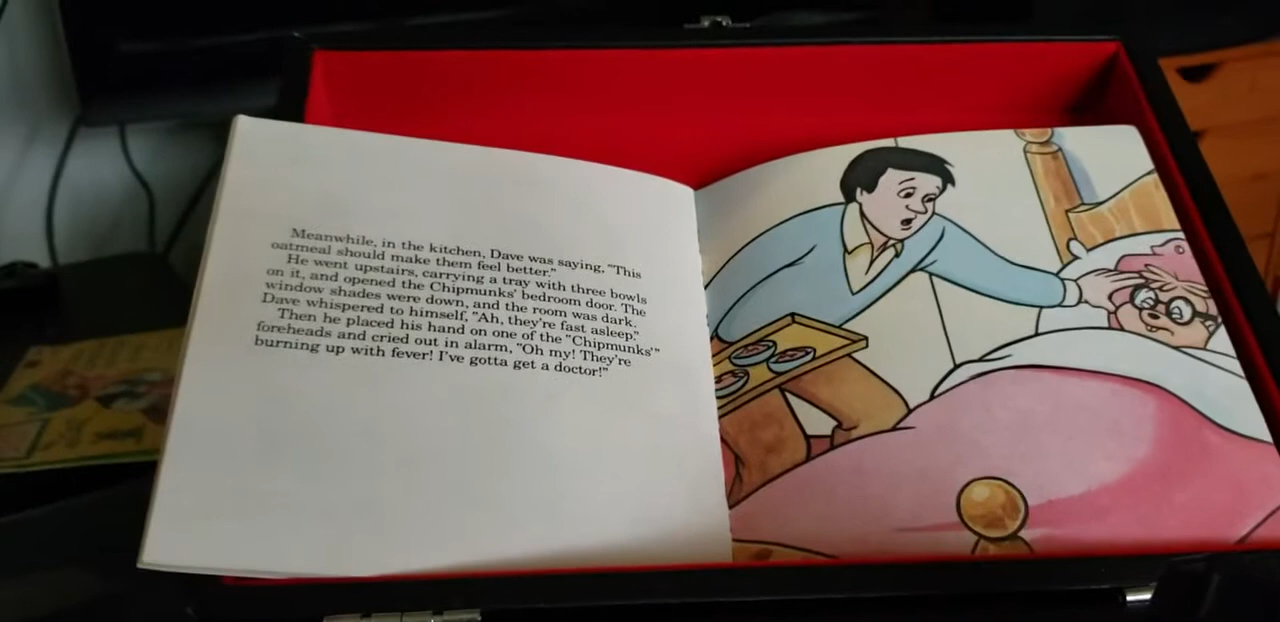 Meanwhile, in the kitchen, Dave was saying, "This
oatmeal should make them feel better."
He went upstairs, carrying a tray with three bowls
on it, and opened the Chipmunks' bedroom door. The
window shades were down, and the room was dark.
Dave whispered to himself, "Ah, they're fast asleep."
Then he placed his hand on one of the "Chipmunks'"
foreheads and cried out in alarm, "Oh my! They're
burning up with fever! I've gotta get a doctor!"